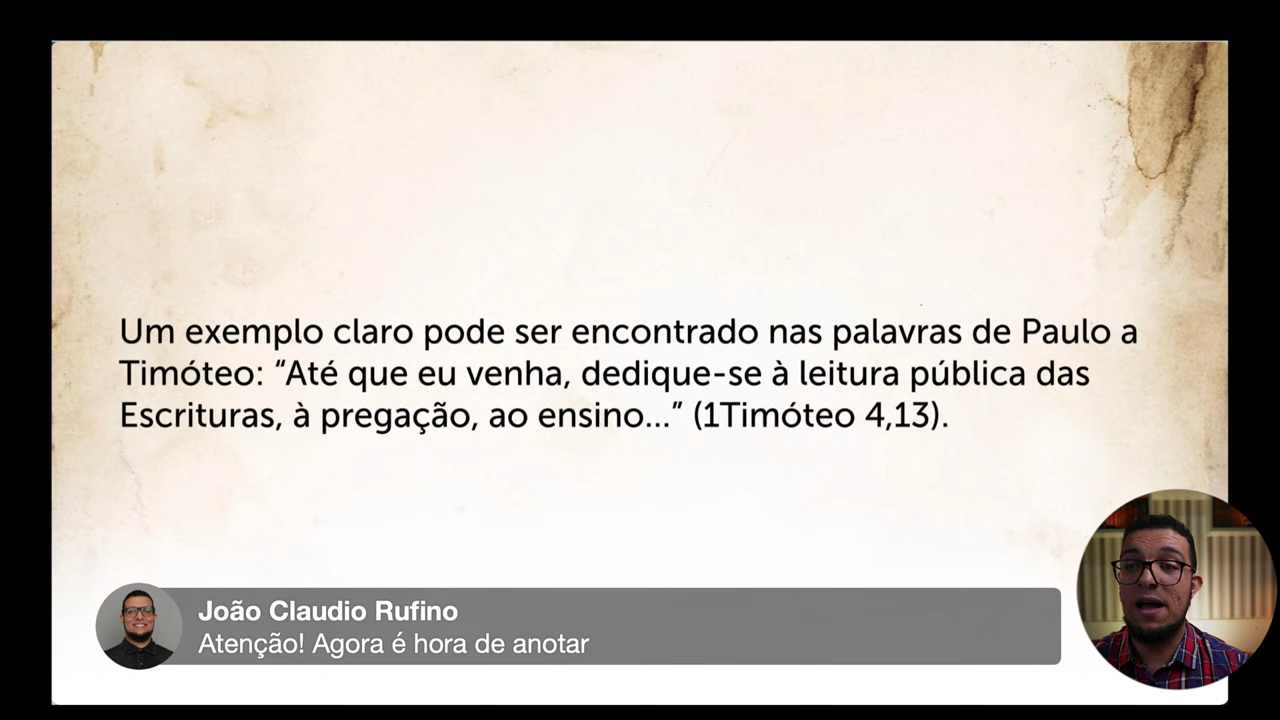 Um exemplo claro pode ser encontrado nas palavras de Paulo a
Timóteo: “Até que eu venha, dedique-se à leitura pública das
Escrituras, à pregação, ao ensino...” (1Timóteo 4,13).
João Claudio Rufino
Atenção! Agora é hora de anotar